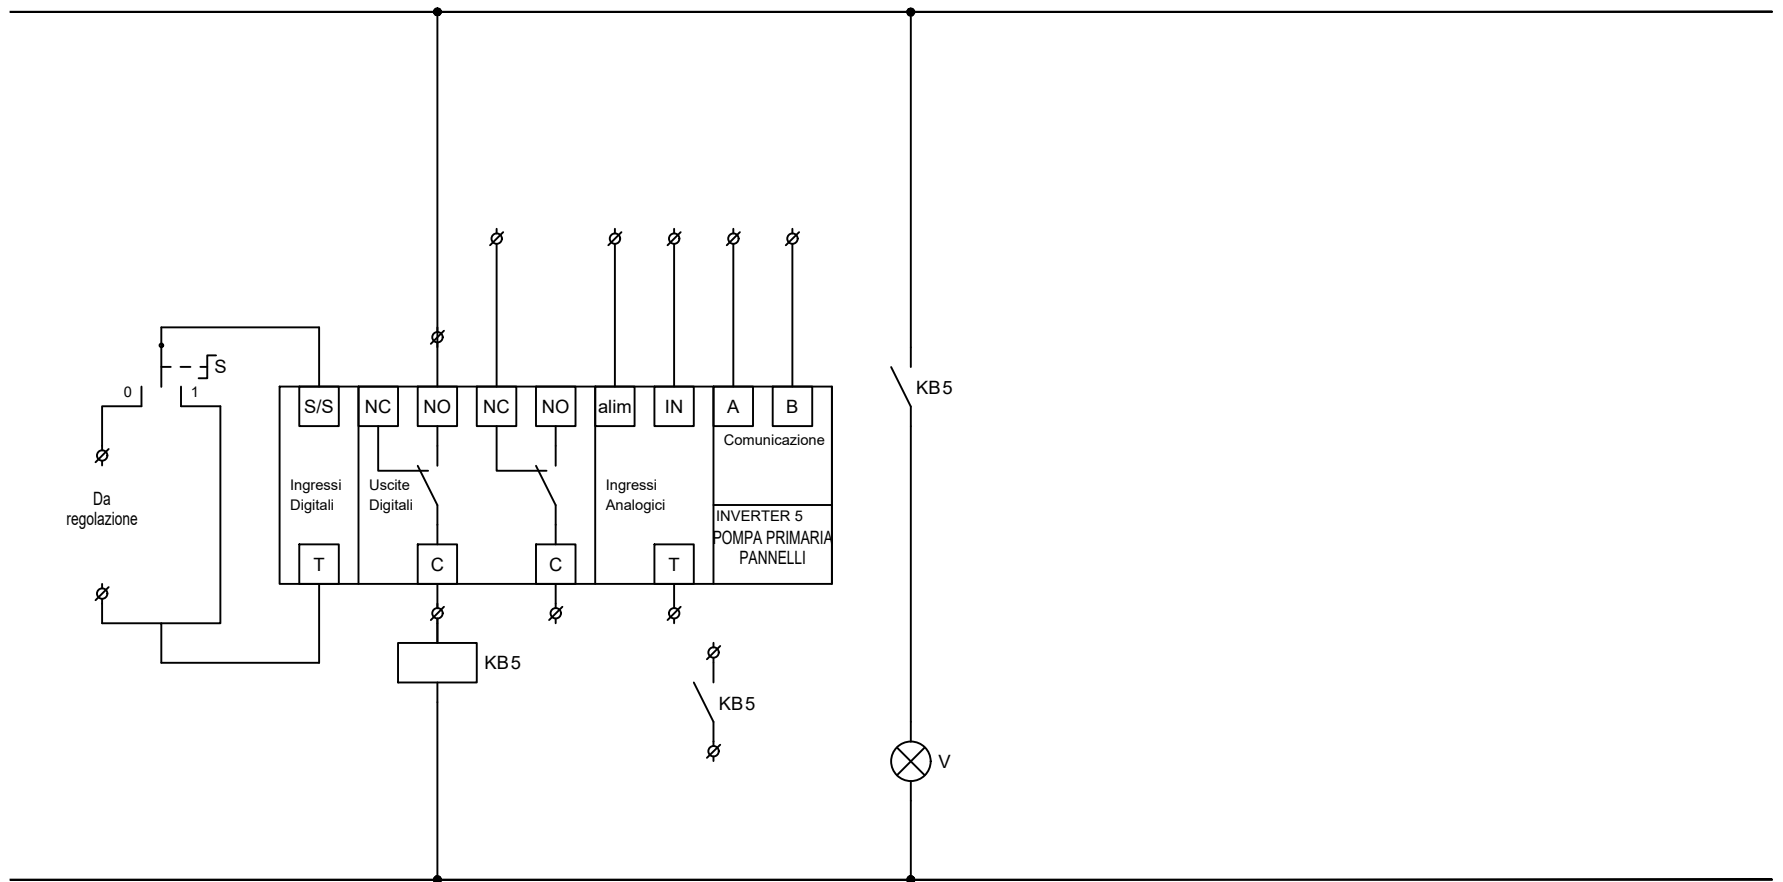 S
0
1
KB5
S/S
NC
NO
NC
NO
alim
IN
A
B
Comunicazione
Ingressi
Digitali
Uscite
Digitali
Ingressi
Analogici
Da
regolazione
INVERTER 5
POMPA PRIMARIA
PANNELLI
T
C
C
T
KB5
KB5
V